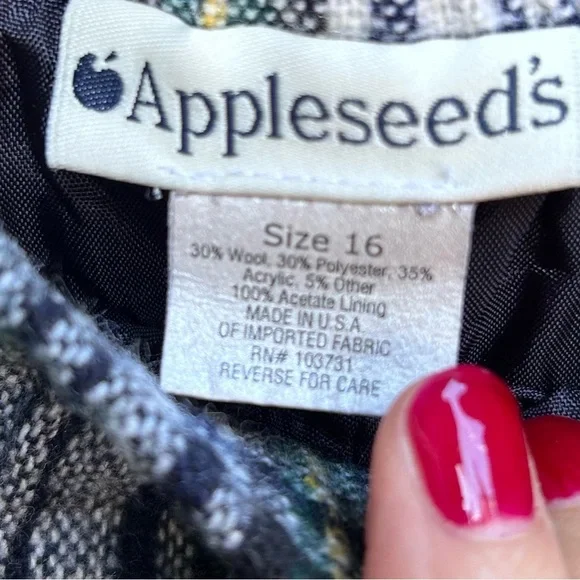 Appleseed's
Size 16
30% Wool, 30% Polyester, 35%
Acrylic, 5% Other
100% Acetate Lining
MADE IN U.S.A.
OF IMPORTED FABRIC
RN# 103731
REVERSE FOR CARE